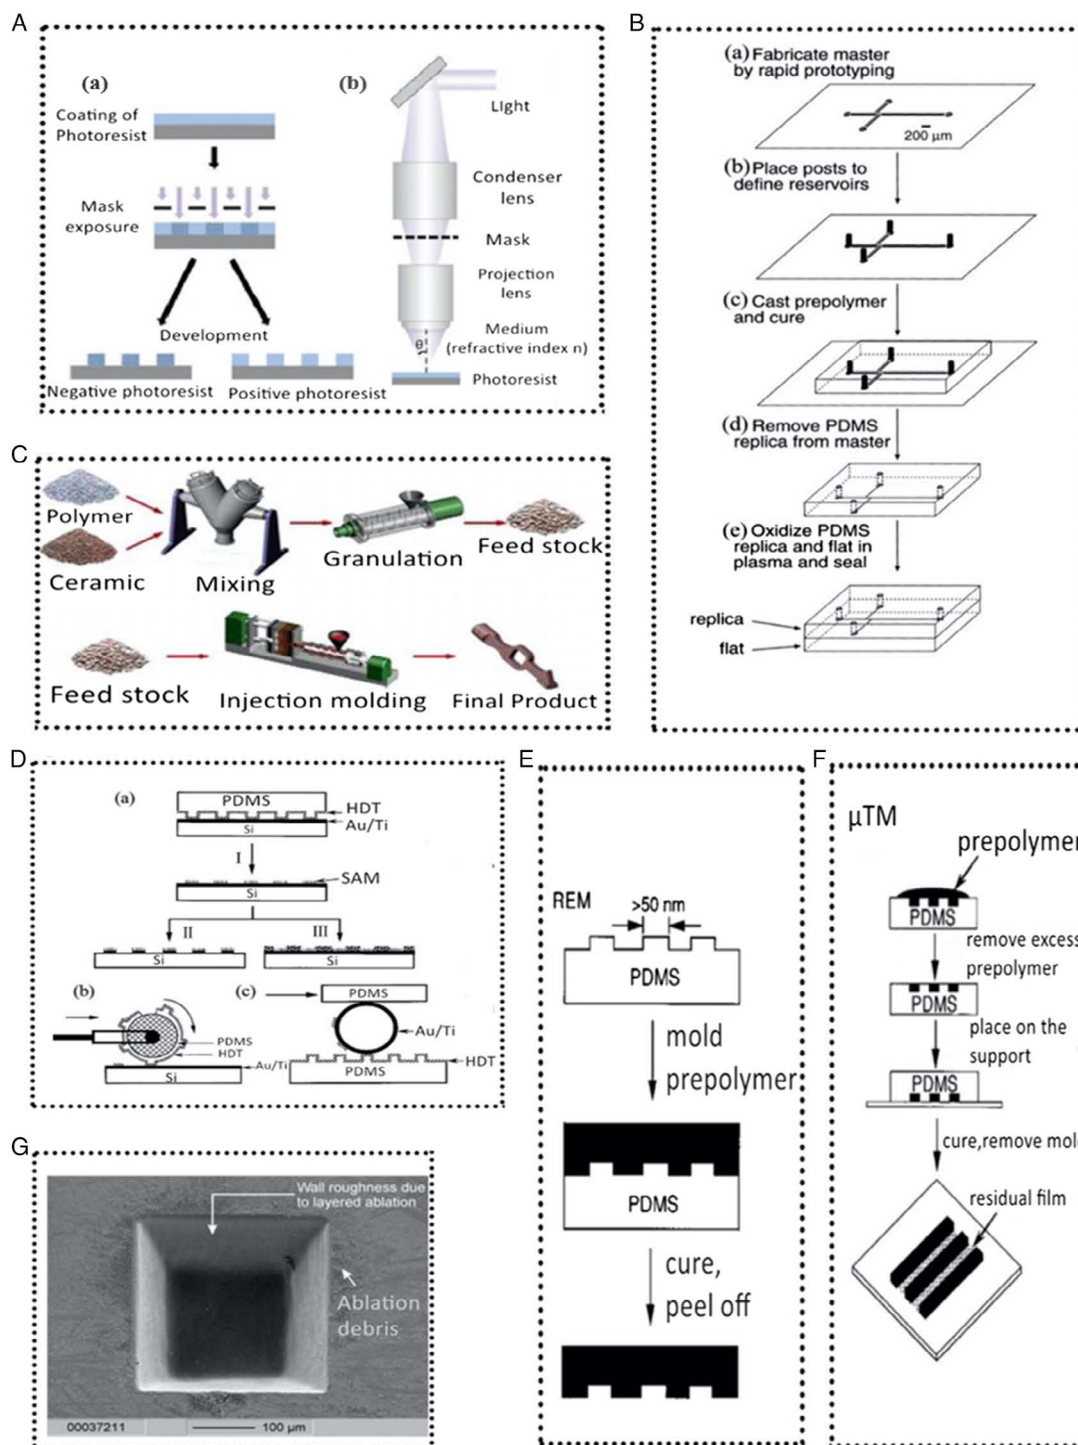 A
(a)
(b)
Coating of
Photoresist
Mask
exposure
Development
Negative photoresist
Positive photoresist
LIght
Condenser
lens
Mask
Projection
lens
Medium
(refractive index n)
θ
Photoresist
B
(a) Fabricate master
by rapid prototyping
200 μm
(b) Place posts to
define reservoirs
(c) Cast prepolymer
and cure
(d) Remove PDMS
replica from master
(e) Oxidize PDMS
replica and flat in
plasma and seal
replica
flat
C
Polymer
Ceramic
Mixing
Granulation
Feed stock
Feed stock
Injection molding
Final Product
D
(a)
PDMS
HDT
Au/Ti
Si
I
SAM
Si
II
III
Si
Si
(b)
PDMS
HDT
Au/Ti
Si
(c)
PDMS
Au/Ti
HDT
PDMS
E
REM
>50 nm
PDMS
mold
prepolymer
PDMS
cure,
peel off
F
μTM
prepolymer
PDMS
remove excess
prepolymer
PDMS
place on the
support
PDMS
cure,remove mold
residual film
G
Wall roughness due
to layered ablation
Ablation
debris
00037211
100 μm